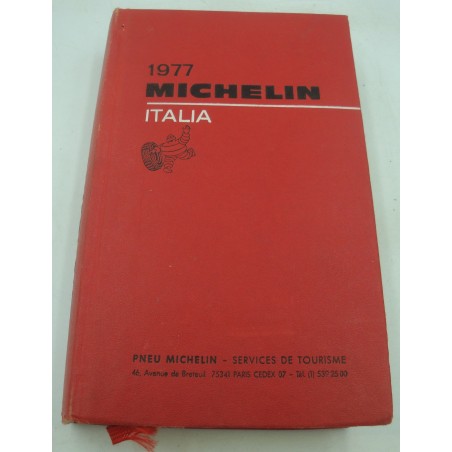 1977
MICHELIN
ITALIA
PNEU MICHELIN - SERVICES DE TOURISME
46, Avenue de Breteuil 75341 PARIS CEDEX 07 - Tél. (1) 539.25.00